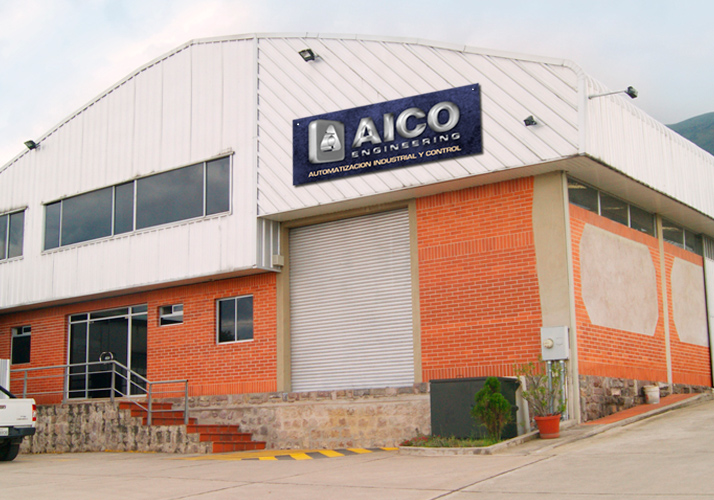 AICO
ENGINEERING
AUTOMATIZACION INDUSTRIAL Y CONTROL